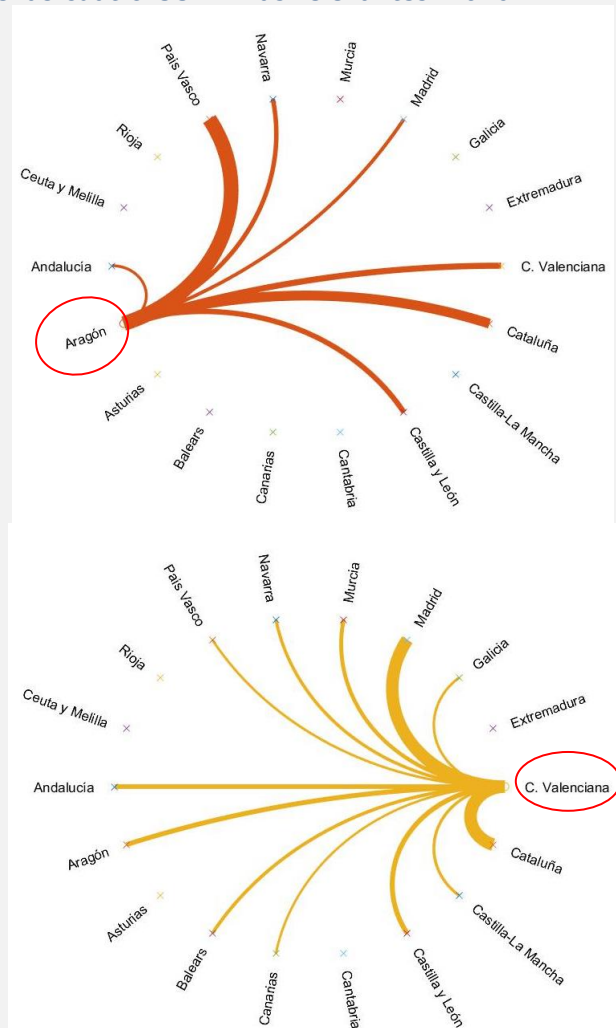 País Vasco
Navarra
Murcia
Madrid
Galicia
Extremadura
C. Valenciana
Cataluña
Castilla-La Mancha
Castilla y León
Cantabria
Canarias
Balears
Asturias
Aragón
Andalucía
Ceuta y Melilla
Rioja
País Vasco
Navarra
Murcia
Madrid
Galicia
Extremadura
C. Valenciana
Cataluña
Castilla-La Mancha
Castilla y León
Cantabria
Canarias
Balears
Asturias
Aragón
Andalucía
Ceuta y Melilla
Rioja